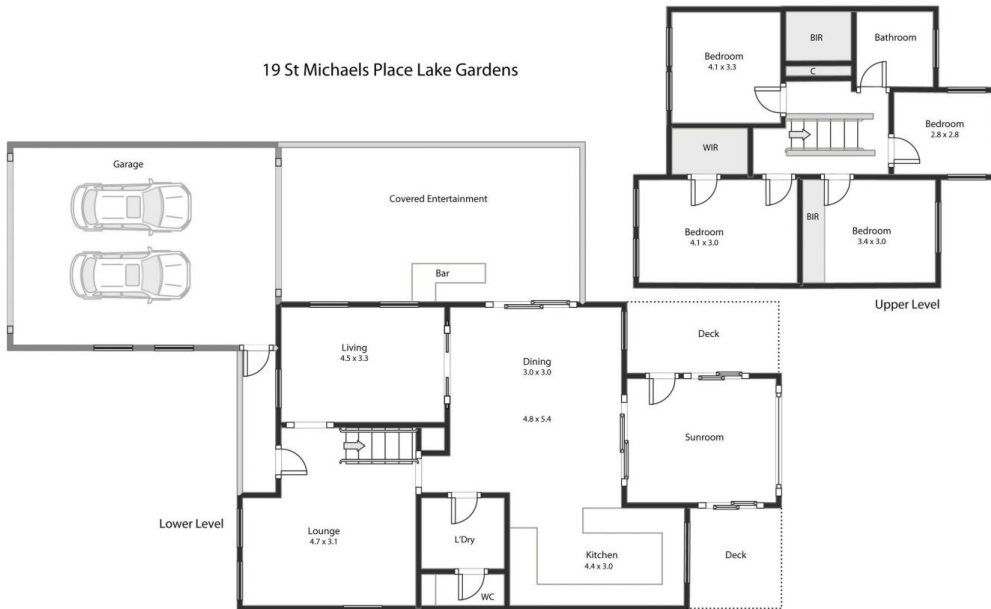 19 St Michaels Place Lake Gardens
Bedroom
4.1 x 3.3
BIR
C
Bathroom
Bedroom
2.8 x 2.8
WIR
Bedroom
4.1 x 3.0
BIR
Bedroom
3.4 x 3.0
Upper Level
Garage
Covered Entertainment
Bar
Living
4.5 x 3.3
Dining
3.0 x 3.0
4.8 x 5.4
Deck
Sunroom
Lower Level
Lounge
4.7 x 3.1
L'Dry
WC
Kitchen
4.4 x 3.0
Deck